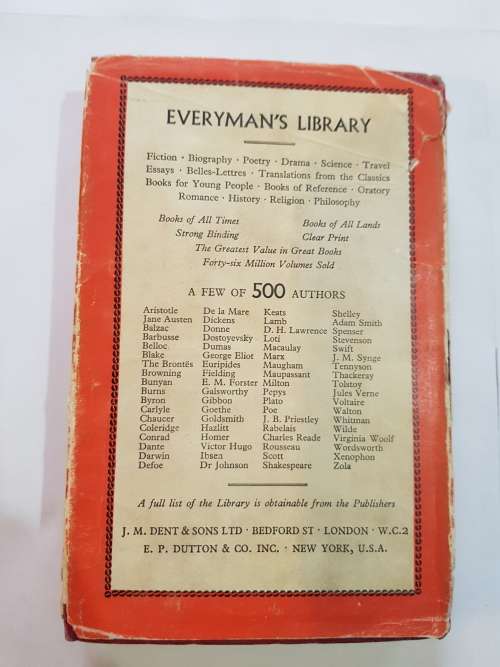 EVERYMAN'S LIBRARY
Fiction · Biography · Poetry · Drama · Science · Travel
Essays · Belles-Lettres · Translations from the Classics
Books for Young People · Books of Reference · Oratory
Romance · History · Religion · Philosophy
Books of All Times Books of All Lands
Strong Binding Clear Print
The Greatest Value in Great Books
Forty-six Million Volumes Sold
A FEW OF 500 AUTHORS
Aristotle De la Mare Keats Shelley
Jane Austen Dickens Lamb Adam Smith
Balzac Donne D. H. Lawrence Spenser
Barbusse Dostoyevsky Loti Stevenson
Belloc Dumas Macaulay Swift
Blake George Eliot Marx J. M. Synge
The Brontës Euripides Maugham Tennyson
Browning Fielding Maupassant Thackeray
Bunyan E. M. Forster Milton Tolstoy
Burns Galsworthy Pepys Jules Verne
Byron Gibbon Plato Voltaire
Carlyle Goethe Poe Walton
Chaucer Goldsmith J. B. Priestley Whitman
Coleridge Hazlitt Rabelais Wilde
Conrad Homer Charles Reade Virginia Woolf
Dante Victor Hugo Rousseau Wordsworth
Darwin Ibsen Scott Xenophon
Defoe Dr Johnson Shakespeare Zola
A full list of the Library is obtainable from the Publishers
J. M. DENT & SONS LTD · BEDFORD ST · LONDON · W.C.2
E. P. DUTTON & CO. INC. · NEW YORK, U.S.A.